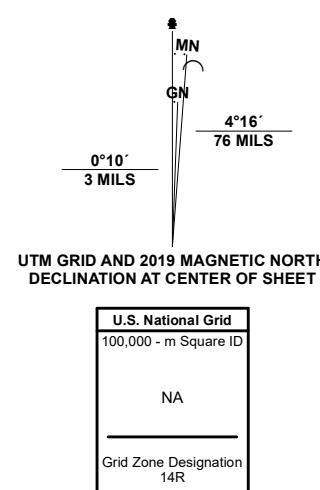 MN
GN
4°16´
76 MILS
0°10´
3 MILS
UTM GRID AND 2019 MAGNETIC NORTH
DECLINATION AT CENTER OF SHEET
U.S. National Grid
100,000 - m Square ID
NA
Grid Zone Designation
14R